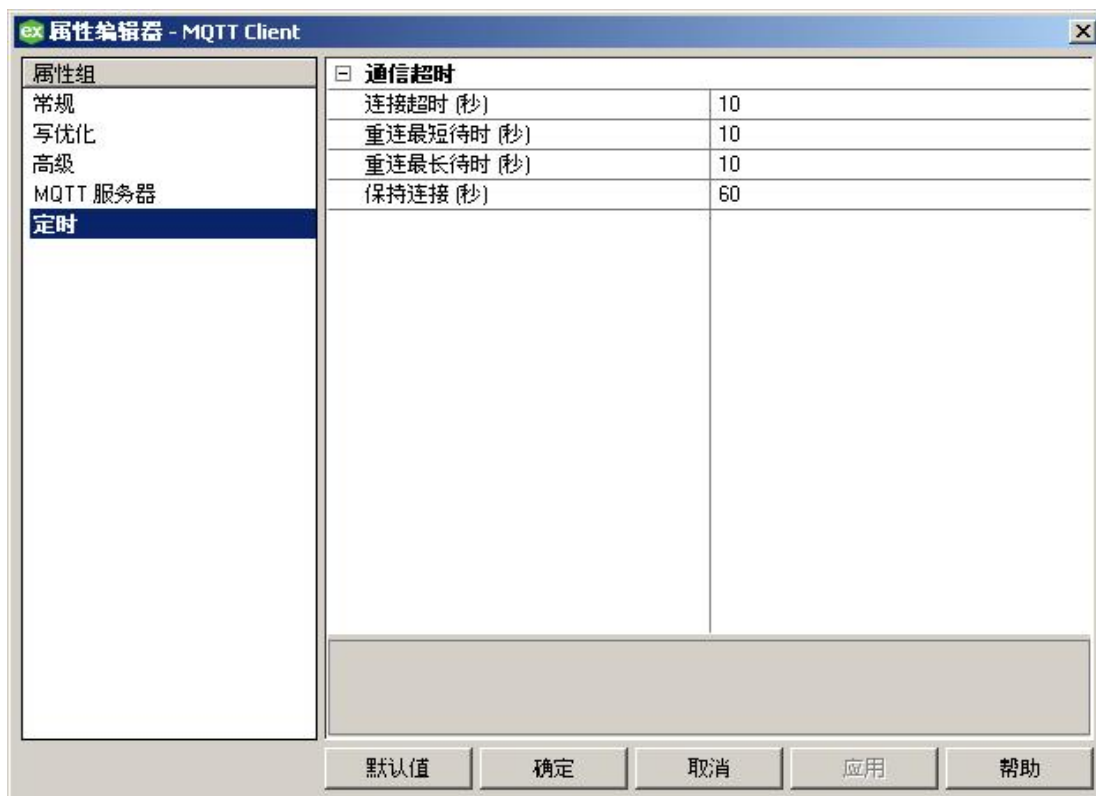 ex 属性编辑器 - MQTT Client
属性组
常规
写优化
高级
MQTT 服务器
定时
通信超时
连接超时 (秒) 10
重连最短待时 (秒) 10
重连最长待时 (秒) 10
保持连接 (秒) 60
默认值 确定 取消 应用 帮助